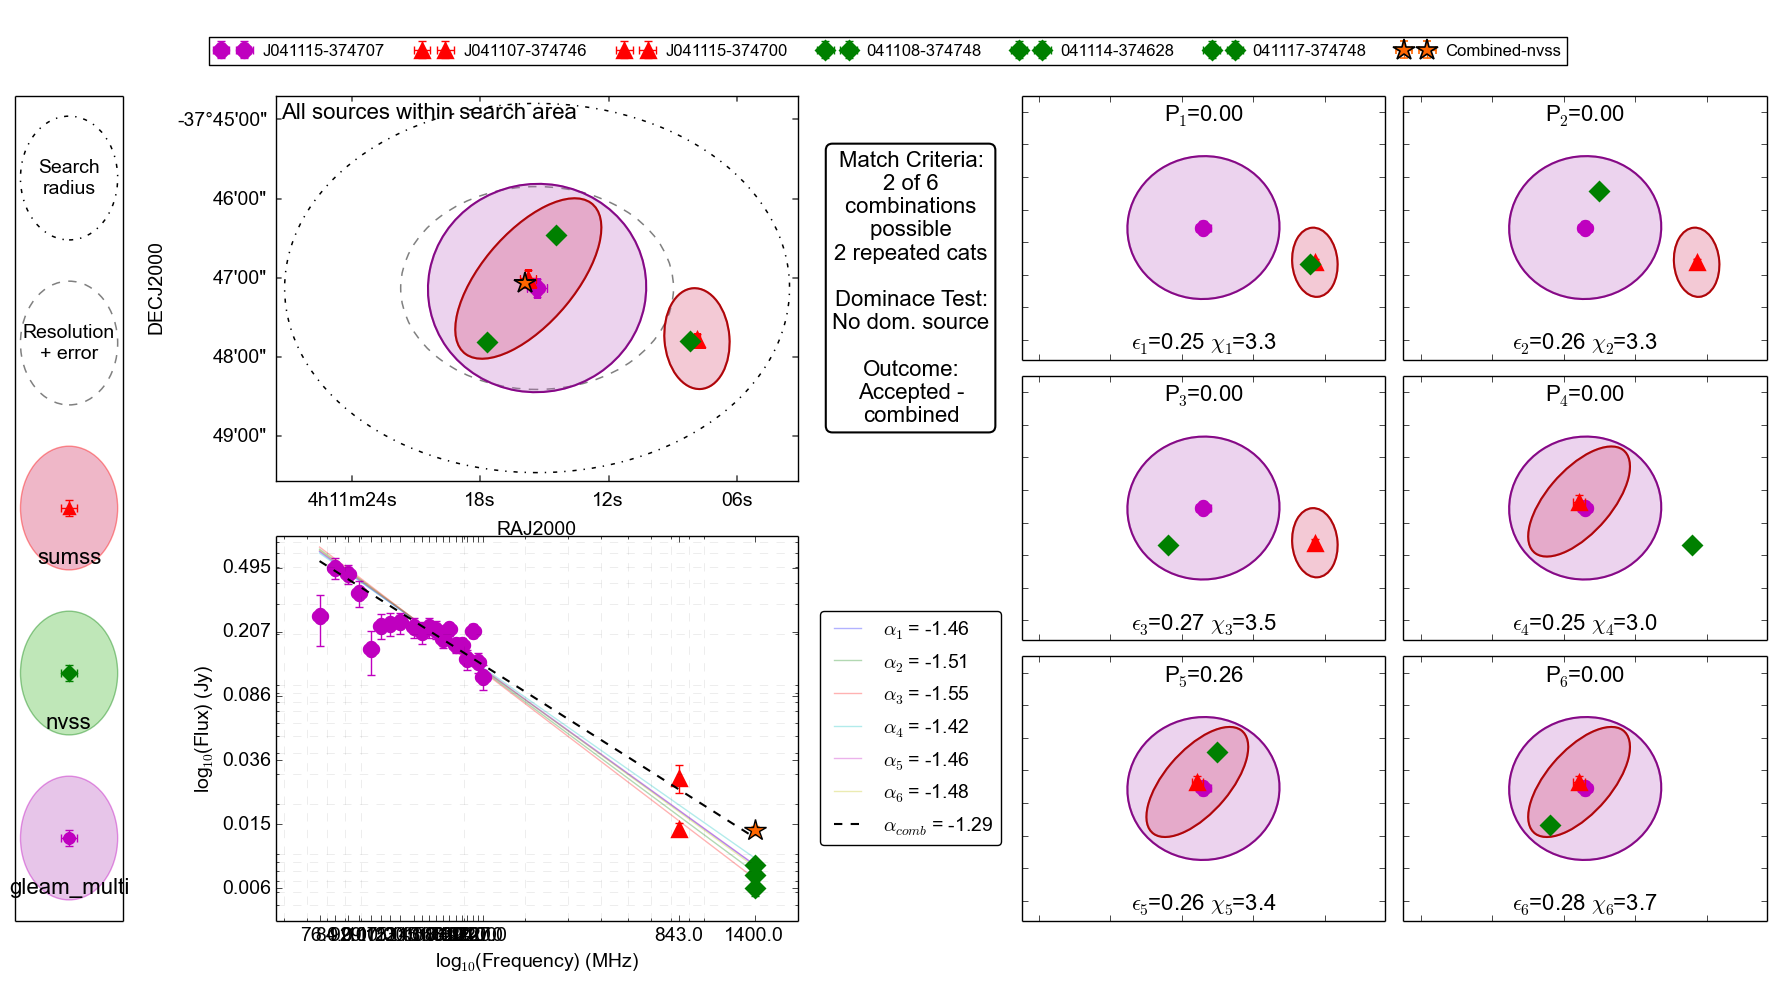 J041115-374707 J041107-374746 J041115-374700 041108-374748 041114-374628 041117-374748 Combined-nvss
Search
radius
Resolution
+ error
sumss
nvss
gleam_multi
All sources within search area
DECJ2000
-37°45'00"
46'00"
47'00"
48'00"
49'00"
4h11m24s 18s 12s 06s
RAJ2000
Match Criteria:
2 of 6
combinations
possible
2 repeated cats
Dominace Test:
No dom. source
Outcome:
Accepted -
combined
log10(Flux) (Jy)
0.495
0.207
0.086
0.036
0.015
0.006
843.0 1400.0
log10(Frequency) (MHz)
α1 = -1.46
α2 = -1.51
α3 = -1.55
α4 = -1.42
α5 = -1.46
α6 = -1.48
αcomb = -1.29
P1=0.00
ϵ1=0.25 χ1=3.3
P2=0.00
ϵ2=0.26 χ2=3.3
P3=0.00
ϵ3=0.27 χ3=3.5
P4=0.00
ϵ4=0.25 χ4=3.0
P5=0.26
ϵ5=0.26 χ5=3.4
P6=0.00
ϵ6=0.28 χ6=3.7